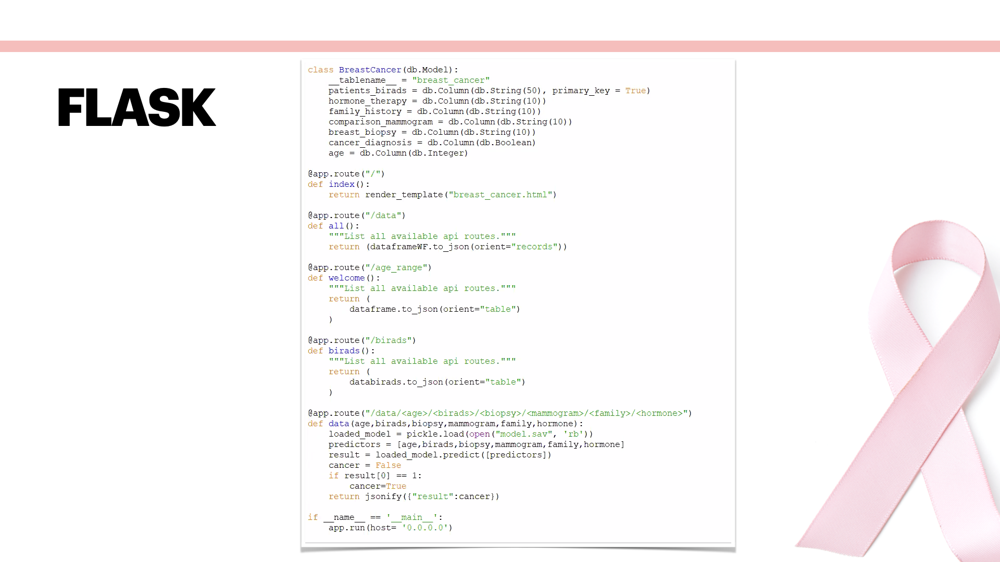 FLASK
class BreastCancer(db.Model):
    __tablename__ = "breast_cancer"
    patients_birads = db.Column(db.String(50), primary_key = True)
    hormone_therapy = db.Column(db.String(10))
    family_history = db.Column(db.String(10))
    comparison_mammogram = db.Column(db.String(10))
    breast_biopsy = db.Column(db.String(10))
    cancer_diagnosis = db.Column(db.Boolean)
    age = db.Column(db.Integer)
@app.route("/")
def index():
    return render_template("breast_cancer.html")
@app.route("/data")
def all():
    """List all available api routes."""
    return (dataframeWF.to_json(orient="records"))
@app.route("/age_range")
def welcome():
    """List all available api routes."""
    return (
        dataframe.to_json(orient="table")
    )
@app.route("/birads")
def birads():
    """List all available api routes."""
    return (
        databirads.to_json(orient="table")
    )
@app.route("/data/<age>/<birads>/<biopsy>/<mammogram>/<family>/<hormone>")
def data(age,birads,biopsy,mammogram,family,hormone):
    loaded_model = pickle.load(open("model.sav", 'rb'))
    predictors = [age,birads,biopsy,mammogram,family,hormone]
    result = loaded_model.predict([predictors])
    cancer = False
    if result[0] == 1:
        cancer=True
    return jsonify({"result":cancer})
if __name__ == '__main__':
    app.run(host= '0.0.0.0')